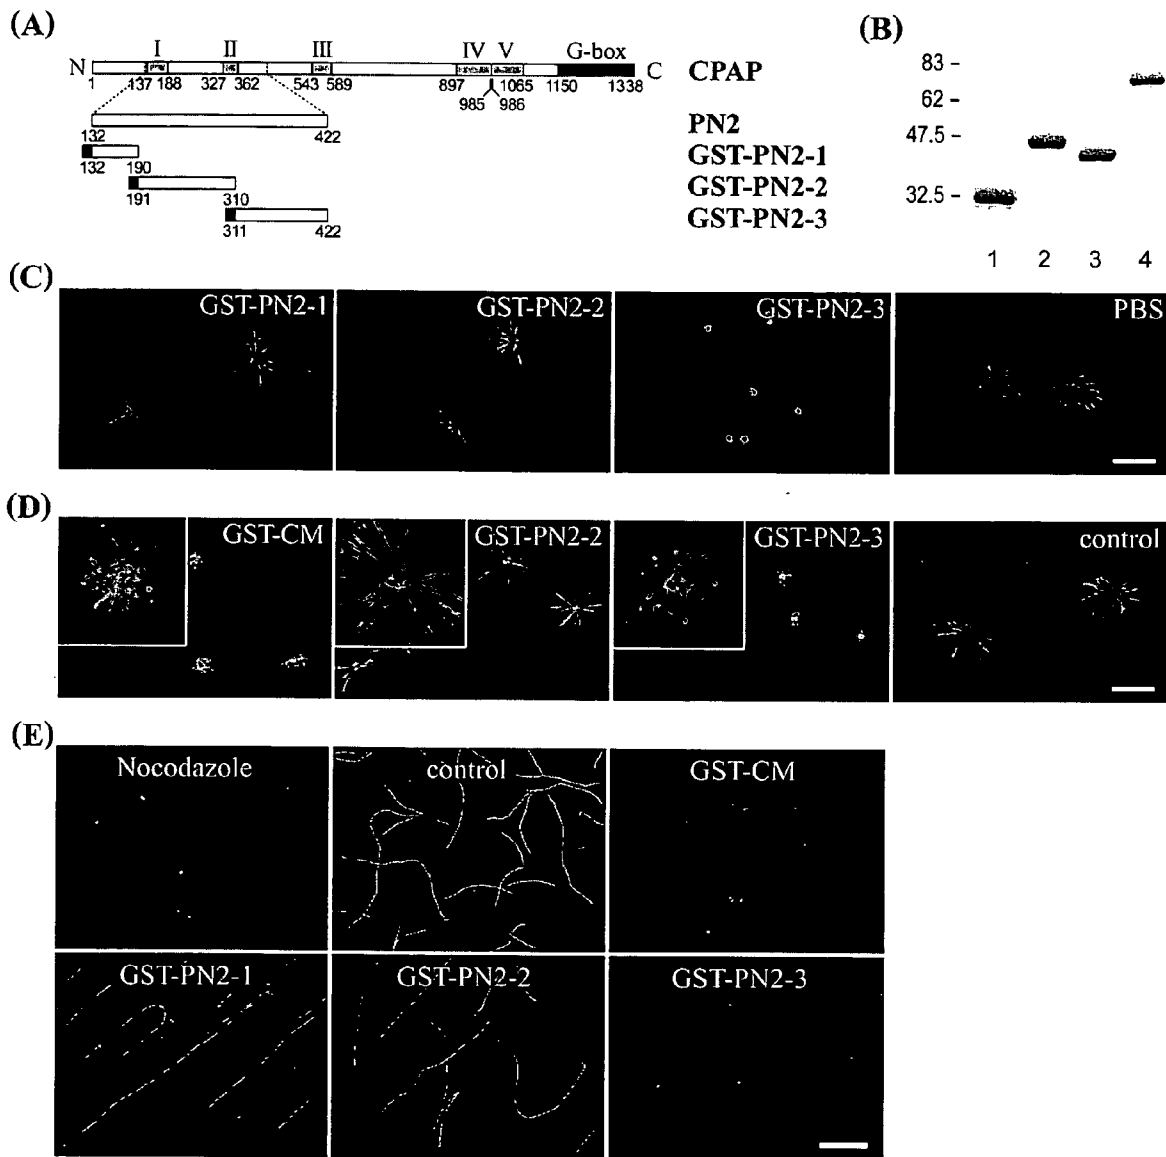 (A)
I II III IV V G-box
N C
1 137 188 327 362 543 589 897 1065 1150 1338
985 986
132 422
132 190
191 310
311 422
CPAP
PN2
GST-PN2-1
GST-PN2-2
GST-PN2-3
(B)
83 –
62 –
47.5 –
32.5 –
1 2 3 4
(C)
GST-PN2-1 GST-PN2-2 GST-PN2-3 PBS
(D)
GST-CM GST-PN2-2 GST-PN2-3 control
(E)
Nocodazole control GST-CM
GST-PN2-1 GST-PN2-2 GST-PN2-3